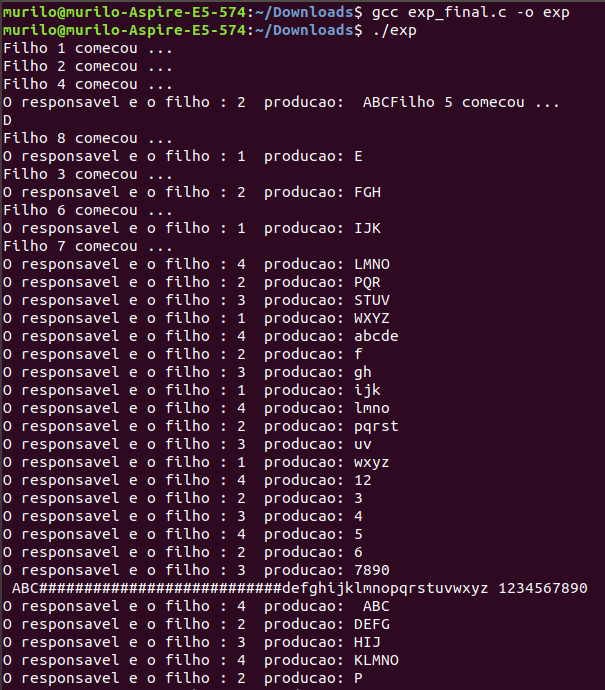 murilo@murilo-Aspire-E5-574:~/Downloads$ gcc exp_final.c -o exp
murilo@murilo-Aspire-E5-574:~/Downloads$ ./exp
Filho 1 comecou ...
Filho 2 comecou ...
Filho 4 comecou ...
O responsavel e o filho : 2  producao:  ABCFilho 5 comecou ...
D
Filho 8 comecou ...
O responsavel e o filho : 1  producao: E
Filho 3 comecou ...
O responsavel e o filho : 2  producao: FGH
Filho 6 comecou ...
O responsavel e o filho : 1  producao: IJK
Filho 7 comecou ...
O responsavel e o filho : 4  producao: LMNO
O responsavel e o filho : 2  producao: PQR
O responsavel e o filho : 3  producao: STUV
O responsavel e o filho : 1  producao: WXYZ
O responsavel e o filho : 4  producao: abcde
O responsavel e o filho : 2  producao: f
O responsavel e o filho : 3  producao: gh
O responsavel e o filho : 1  producao: ijk
O responsavel e o filho : 4  producao: lmno
O responsavel e o filho : 2  producao: pqrst
O responsavel e o filho : 3  producao: uv
O responsavel e o filho : 1  producao: wxyz
O responsavel e o filho : 4  producao: 12
O responsavel e o filho : 2  producao: 3
O responsavel e o filho : 3  producao: 4
O responsavel e o filho : 4  producao: 5
O responsavel e o filho : 2  producao: 6
O responsavel e o filho : 3  producao: 7890
 ABC###########################defghijklmnopqrstuvwxyz 1234567890
O responsavel e o filho : 4  producao:  ABC
O responsavel e o filho : 2  producao: DEFG
O responsavel e o filho : 3  producao: HIJ
O responsavel e o filho : 4  producao: KLMNO
O responsavel e o filho : 2  producao: P